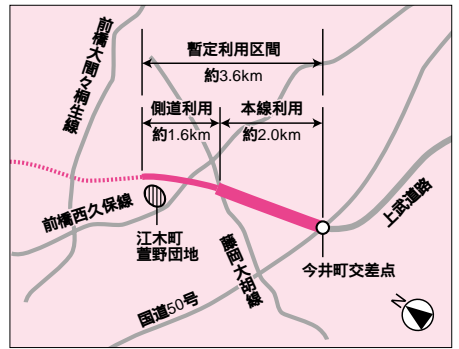 前橋大間々桐生線
暫定利用区間
約3.6km
側道利用
約1.6km
本線利用
約2.0km
前橋西久保線
上武道路
江木町
萱野団地
藤岡大胡線
今井町交差点
国道50号
N